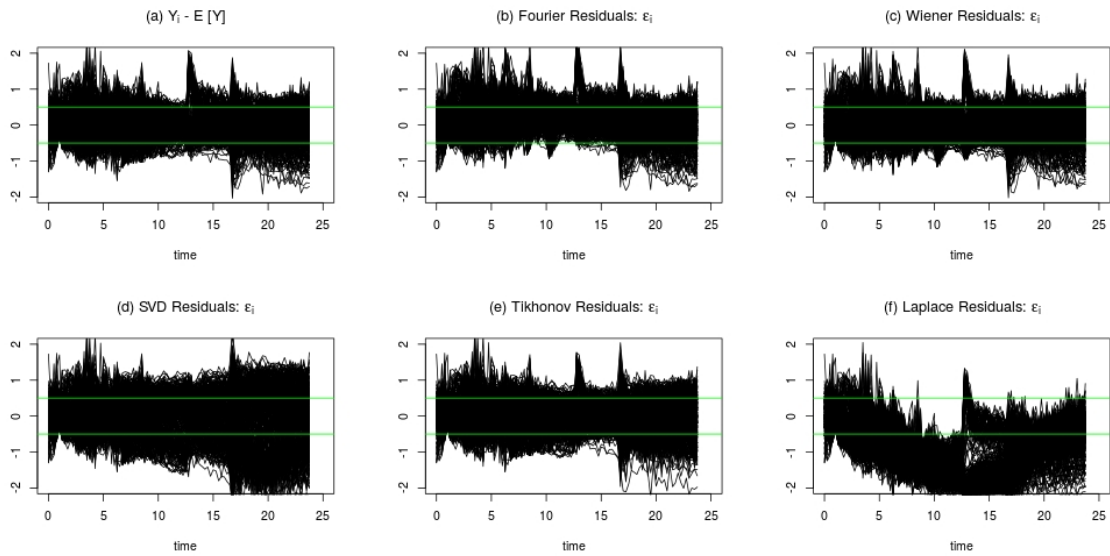 (a) Yᵢ - E [Y]
2
1
0
-1
-2
0 5 10 15 20 25
time
(b) Fourier Residuals: εᵢ
2
1
0
-1
-2
0 5 10 15 20 25
time
(c) Wiener Residuals: εᵢ
2
1
0
-1
-2
0 5 10 15 20 25
time
(d) SVD Residuals: εᵢ
2
1
0
-1
-2
0 5 10 15 20 25
time
(e) Tikhonov Residuals: εᵢ
2
1
0
-1
-2
0 5 10 15 20 25
time
(f) Laplace Residuals: εᵢ
2
1
0
-1
-2
0 5 10 15 20 25
time